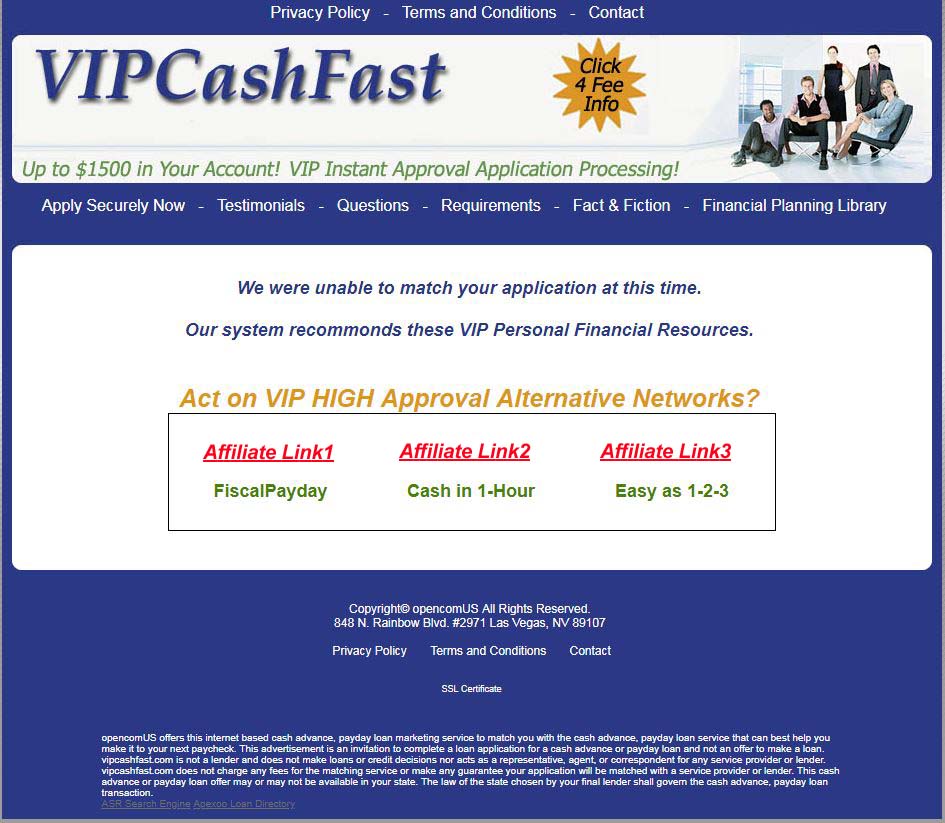 Privacy Policy - Terms and Conditions - Contact
VIPCashFast
Click
4 Fee
Info
Up to $1500 in Your Account! VIP Instant Approval Application Processing!
Apply Securely Now - Testimonials - Questions - Requirements - Fact & Fiction - Financial Planning Library
We were unable to match your application at this time.
Our system recommonds these VIP Personal Financial Resources.
Act on VIP HIGH Approval Alternative Networks?
Affiliate Link1 Affiliate Link2 Affiliate Link3
FiscalPayday Cash in 1-Hour Easy as 1-2-3
Copyright© opencomUS All Rights Reserved.
848 N. Rainbow Blvd. #2971 Las Vegas, NV 89107
Privacy Policy Terms and Conditions Contact
SSL Certificate
opencomUS offers this internet based cash advance, payday loan marketing service to match you with the cash advance, payday loan service that can best help you
make it to your next paycheck. This advertisement is an invitation to complete a loan application for a cash advance or payday loan and not an offer to make a loan.
vipcashfast.com is not a lender and does not make loans or credit decisions nor acts as a representative, agent, or correspondent for any service provider or lender.
vipcashfast.com does not charge any fees for the matching service or make any guarantee your application will be matched with a service provider or lender. This cash
advance or payday loan offer may or may not be available in your state. The law of the state chosen by your final lender shall govern the cash advance, payday loan
transaction.
ASR Search Engine Apexoo Loan Directory